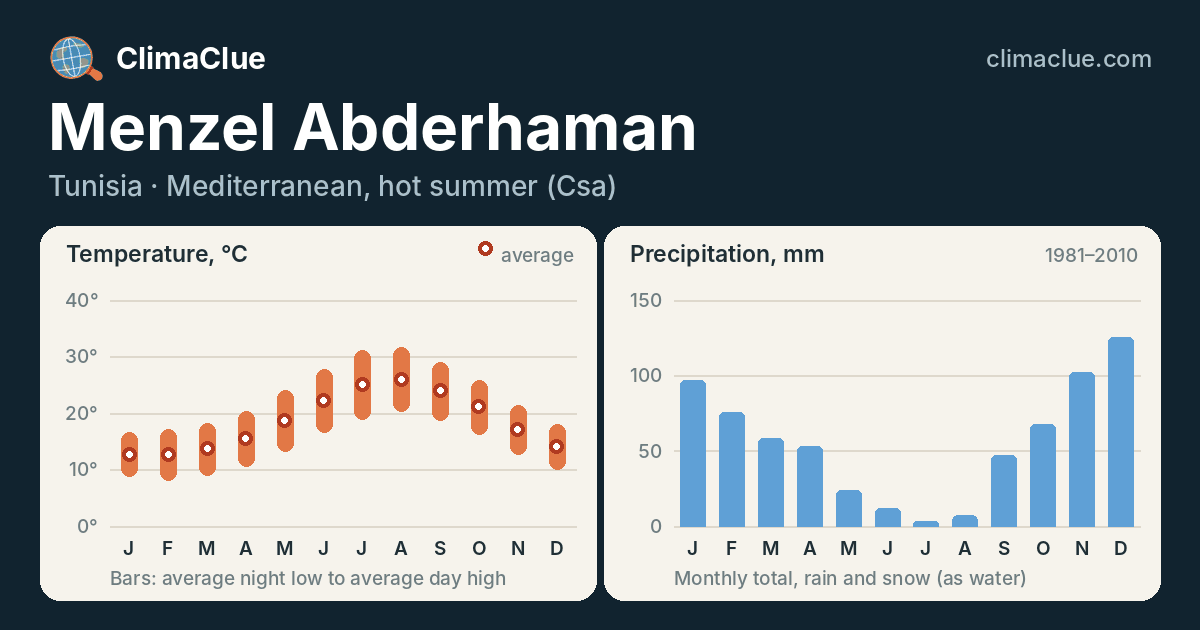 ClimaClue
climaclue.com
Menzel Abderhaman
Tunisia · Mediterranean, hot summer (Csa)
Temperature, °C
average
40°
30°
20°
10°
0°
J F M A M J J A S O N D
Bars: average night low to average day high
Precipitation, mm
1981–2010
150
100
50
0
J F M A M J J A S O N D
Monthly total, rain and snow (as water)